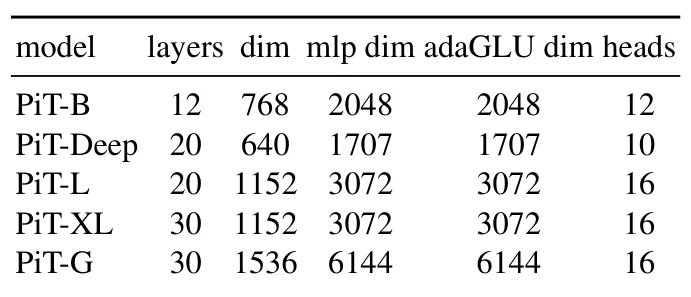 model layers dim mlp dim adaGLU dim heads
PiT-B 12 768 2048 2048 12
PiT-Deep 20 640 1707 1707 10
PiT-L 20 1152 3072 3072 16
PiT-XL 30 1152 3072 3072 16
PiT-G 30 1536 6144 6144 16